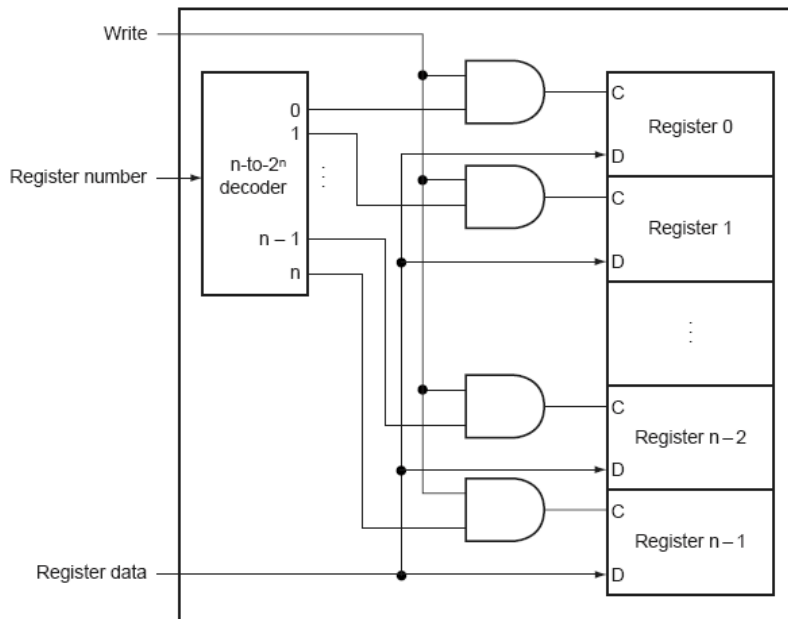 Write
Register number
Register data
n-to-2ⁿ
decoder
0
1
⋮
n – 1
n
C
Register 0
D
C
Register 1
D
⋮
C
Register n – 2
D
C
Register n – 1
D